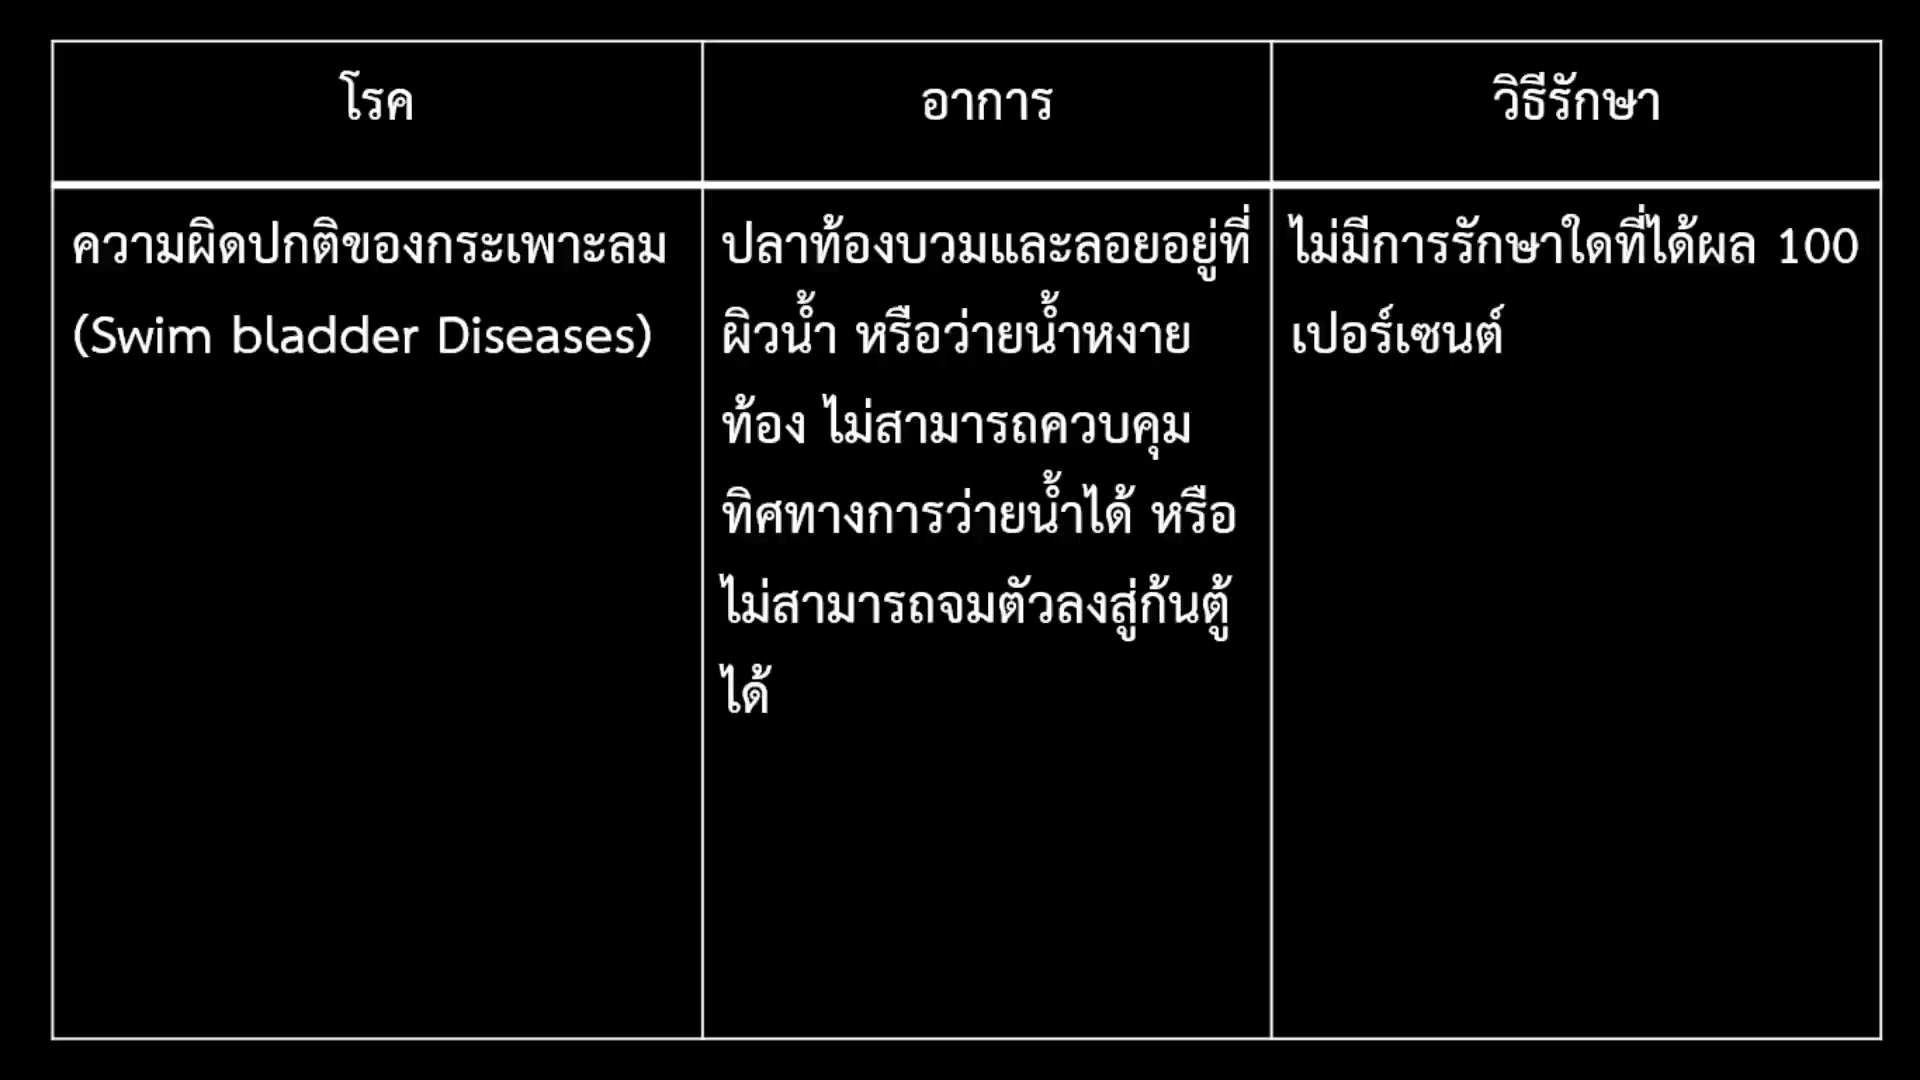 โรค
อาการ
วิธีรักษา
ความผิดปกติของกระเพาะลม
(Swim bladder Diseases)
ปลาท้องบวมและลอยอยู่ที่
ผิวน้ำ หรือว่ายน้ำหงาย
ท้อง ไม่สามารถควบคุม
ทิศทางการว่ายน้ำได้ หรือ
ไม่สามารถจมตัวลงสู่ก้นตู้
ได้
ไม่มีการรักษาใดที่ได้ผล 100
เปอร์เซนต์